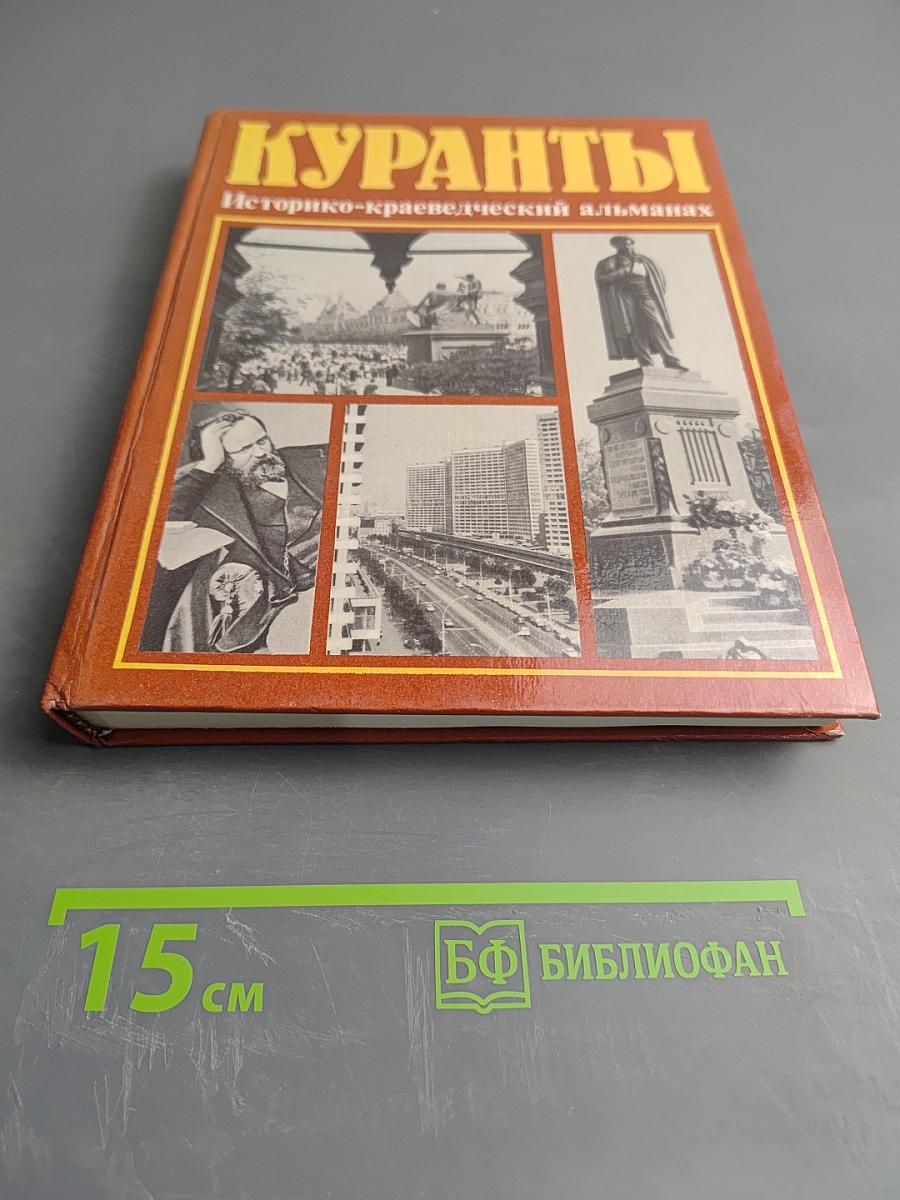 КУРАНТЫ
Историко-краеведческий альманах
15 см
БФ БИБЛИОФАН